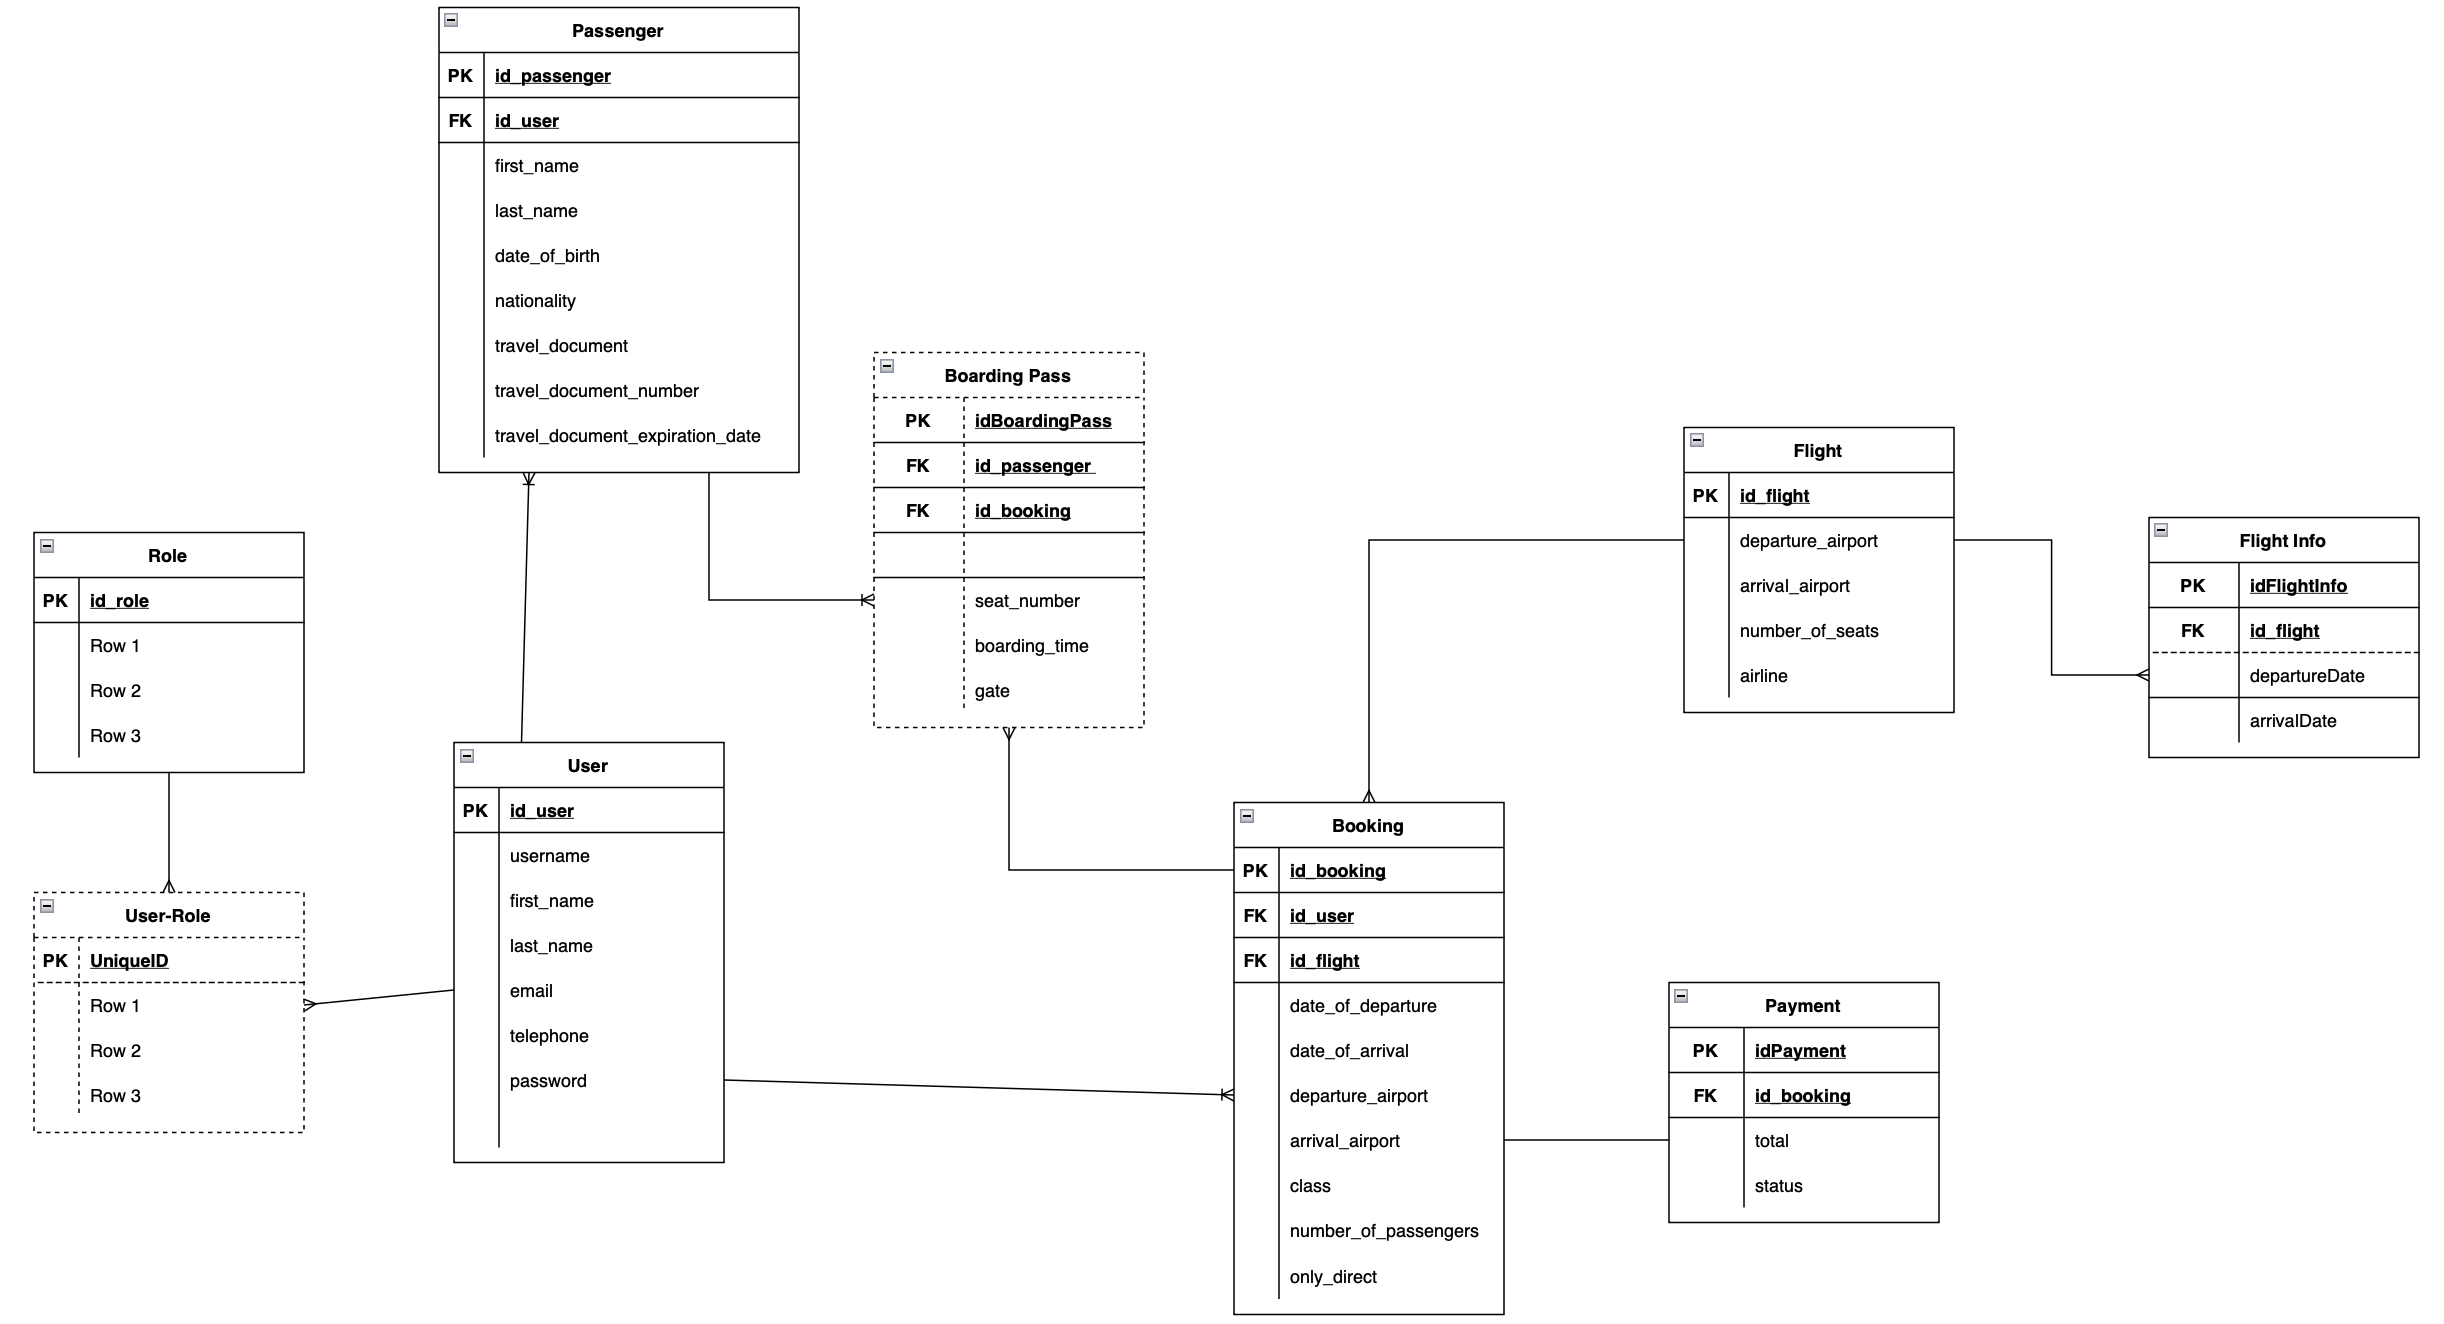 Passenger
PK id_passenger
FK id_user
first_name
last_name
date_of_birth
nationality
travel_document
travel_document_number
travel_document_expiration_date
Boarding Pass
PK idBoardingPass
FK id_passenger
FK id_booking
seat_number
boarding_time
gate
Flight
PK id_flight
departure_airport
arrival_airport
number_of_seats
airline
Flight Info
PK idFlightInfo
FK id_flight
departureDate
arrivalDate
Role
PK id_role
Row 1
Row 2
Row 3
User
PK id_user
username
first_name
last_name
email
telephone
password
User-Role
PK UniqueID
Row 1
Row 2
Row 3
Booking
PK id_booking
FK id_user
FK id_flight
date_of_departure
date_of_arrival
departure_airport
arrival_airport
class
number_of_passengers
only_direct
Payment
PK idPayment
FK id_booking
total
status